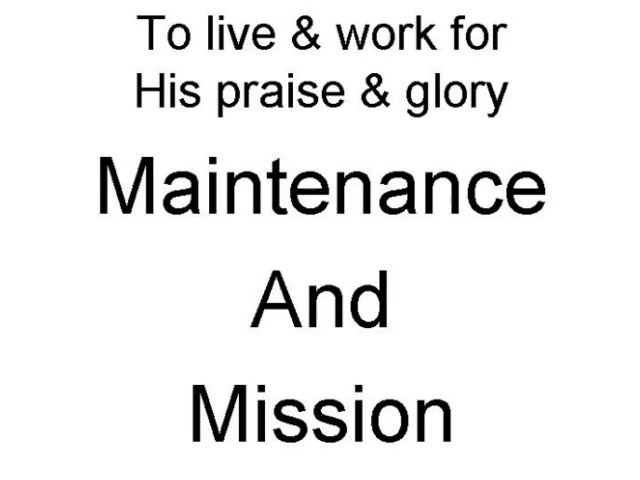 To live & work for
His praise & glory
Maintenance
And
Mission